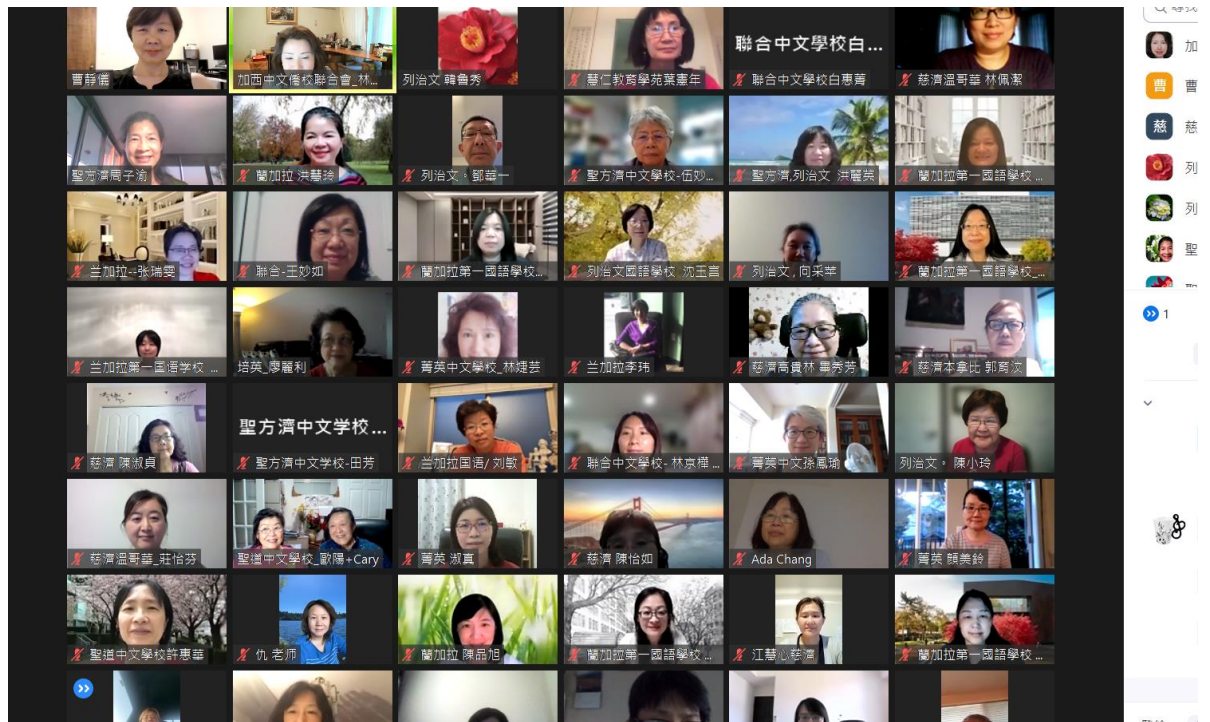 曹靜儀
加西中文僑校聯合會_林...
列治文 韓魯秀
慧仁教育學苑葉憲年
聯合中文學校白...
聯合中文學校白惠菁
慈濟溫哥華 林佩潔
聖方濟周子渝
蘭加拉 洪慧玲
列治文。鄧華一
聖方濟中文學校-伍妙...
聖方濟,列治文 洪麗英
蘭加拉第一國語學校 ...
兰加拉--张瑞雯
聯合-王妙如
蘭加拉第一國語學校...
列治文國語學校 沈玉言
列治文,向采苹
蘭加拉第一國語學校_...
兰加拉第一国语学校 ...
培英_廖麗利
菁英中文學校_林婕芸
兰加拉李玮
慈濟高貴林 畢秀芳
慈濟本拿比 郭育汝
慈濟 陳淑貞
聖方濟中文学校...
聖方濟中文学校-田芳
兰加拉国语/ 刘敏
聯合中文學校- 林京樺 ...
菁英中文孫鳳瑜
列治文。 陳小玲
慈濟溫哥華_莊怡芬
聖道中文學校_歐陽+Cary
菁英 淑真
慈濟 陳怡如
Ada Chang
菁英 顏美鈴
聖道中文學校許惠華
仇 老师
蘭加拉 陳品旭
蘭加拉第一國語學校 ...
江慧心慈濟
蘭加拉第一國語學校 ...
加
曹 曹
慈 慈
列
列
聖
1